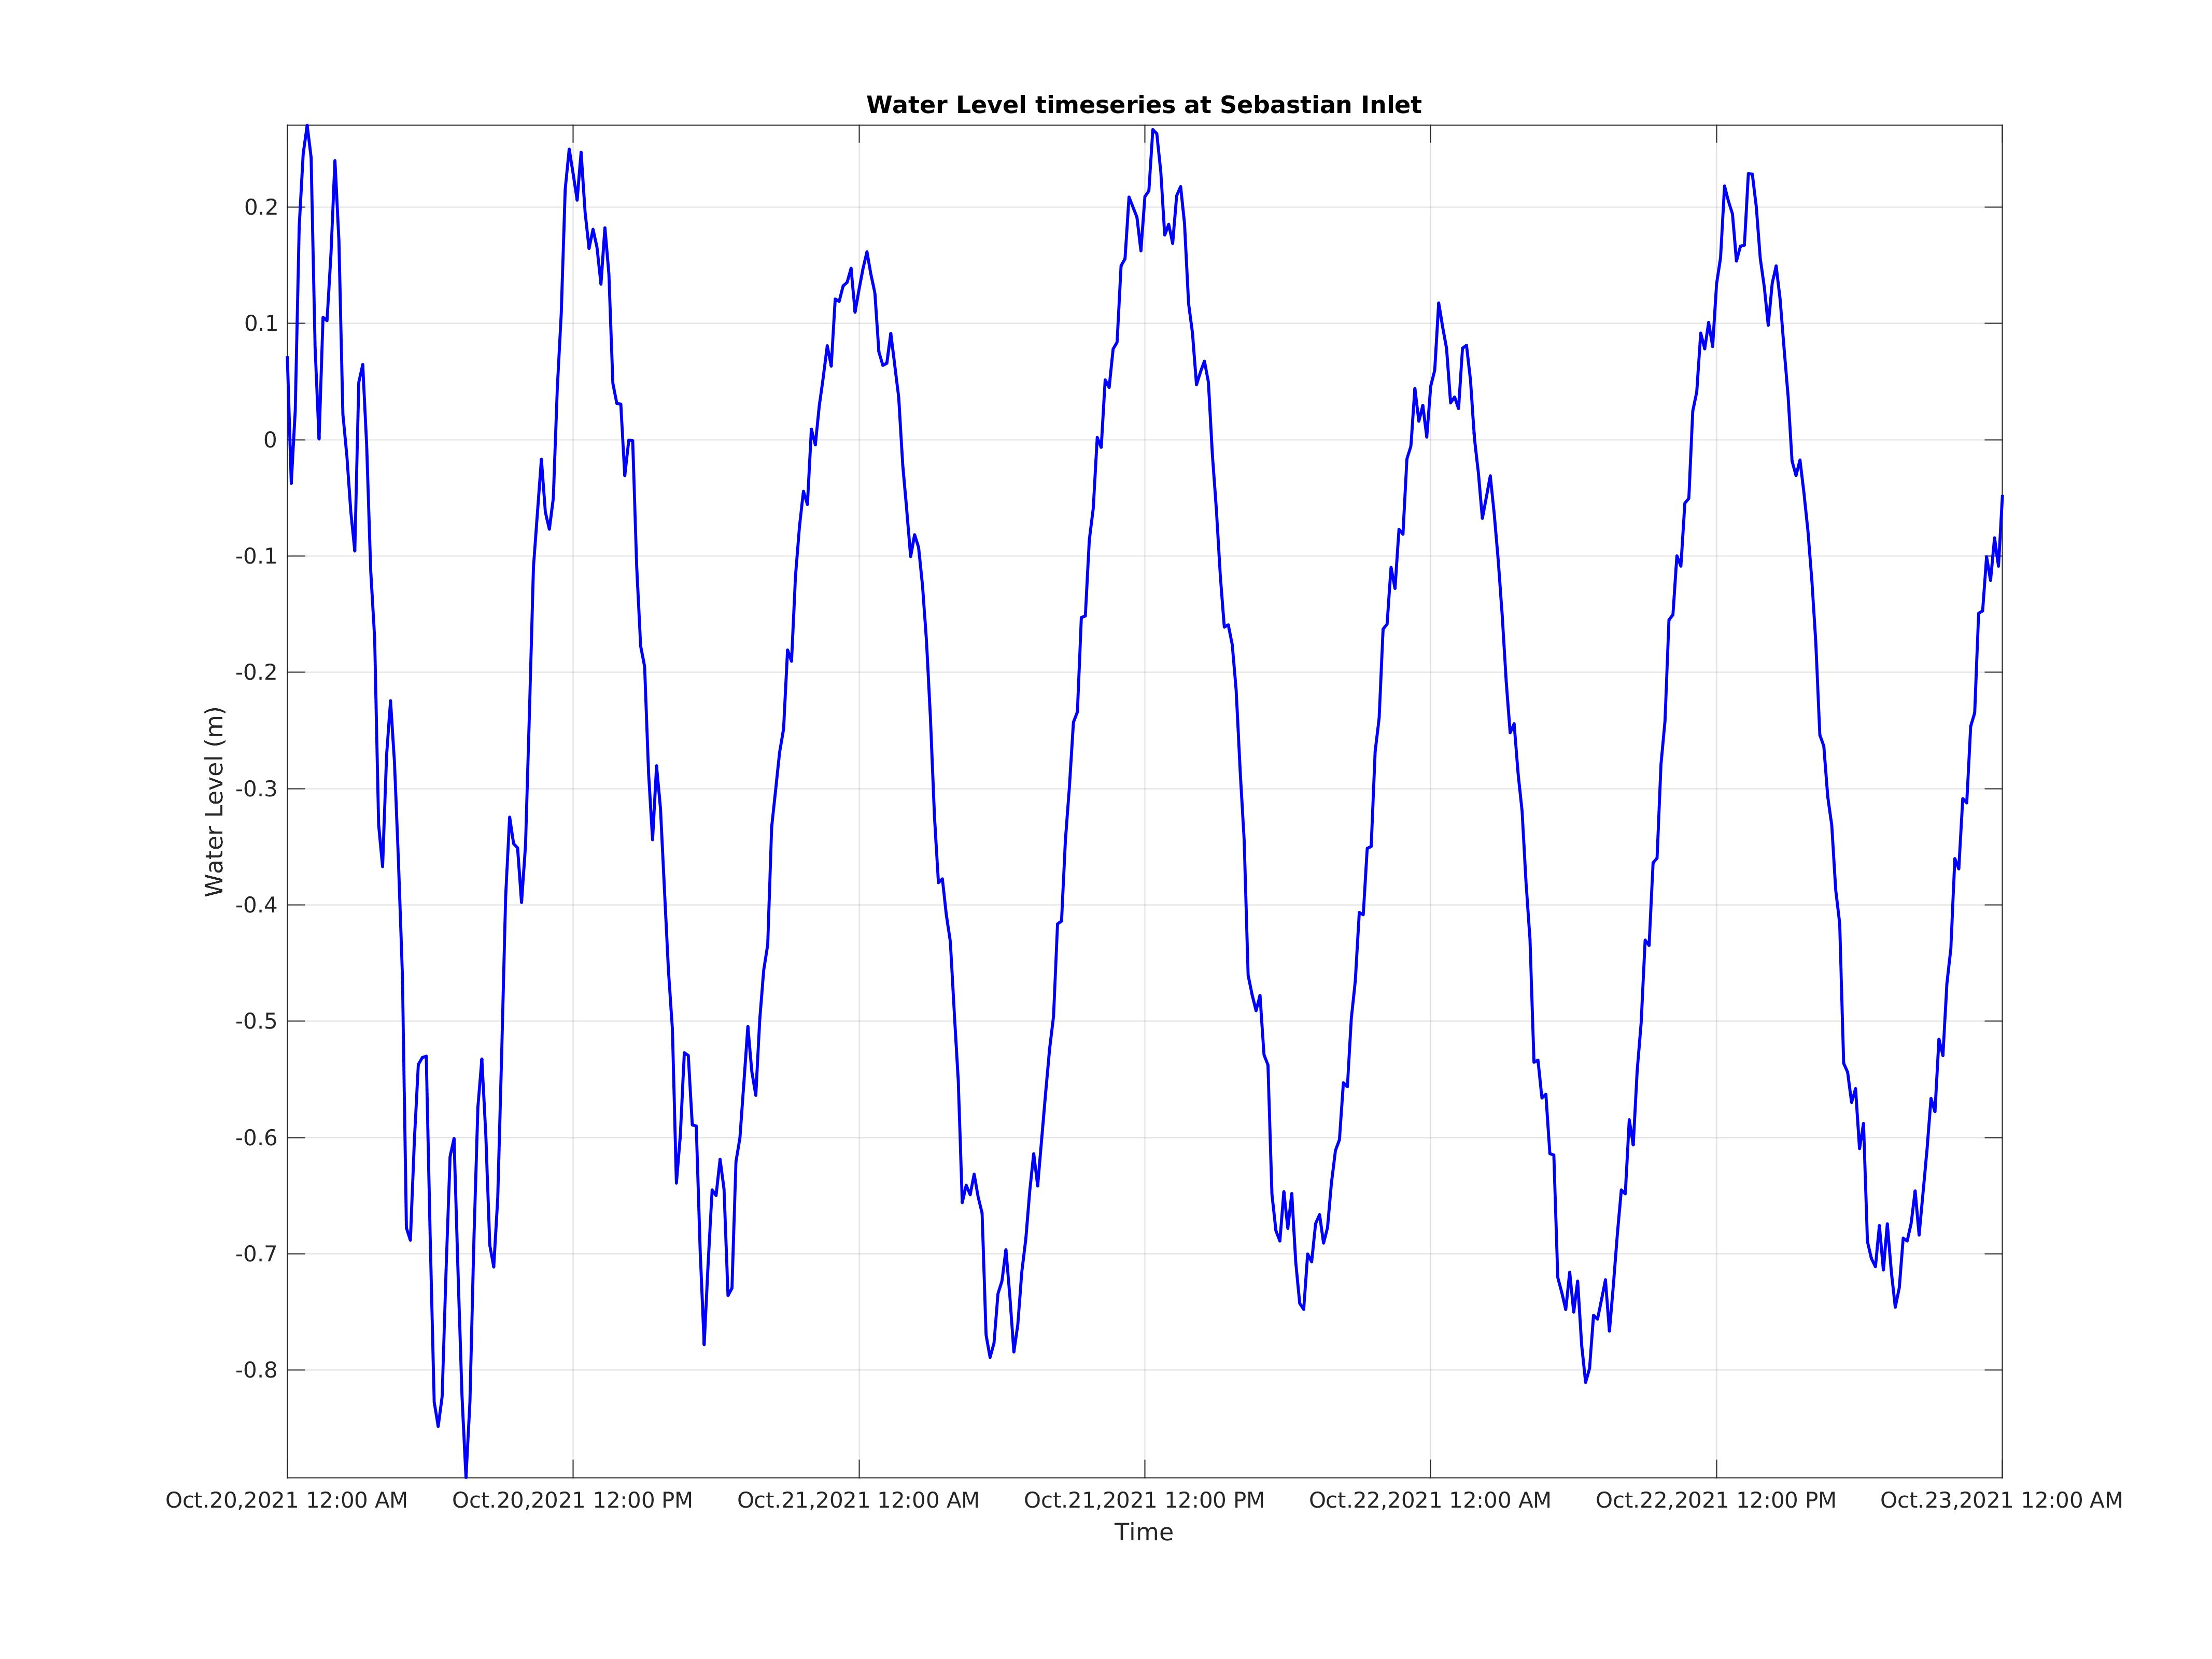 Water Level timeseries at Sebastian Inlet
0.2
0.1
0
-0.1
-0.2
-0.3
-0.4
-0.5
-0.6
-0.7
-0.8
Water Level (m)
Oct.20,2021 12:00 AM
Oct.20,2021 12:00 PM
Oct.21,2021 12:00 AM
Oct.21,2021 12:00 PM
Oct.22,2021 12:00 AM
Oct.22,2021 12:00 PM
Oct.23,2021 12:00 AM
Time